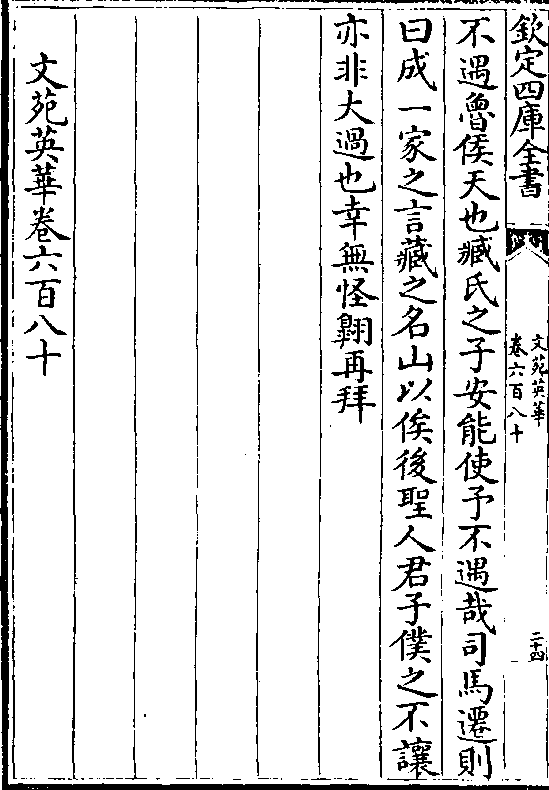 欽定四庫全書
文苑英華
卷六百八十
二十四
不遇魯侯天也臧氏之子安能使予不遇哉司馬遷則
曰成一家之言藏之名山以俟後聖人君子僕之不讓
亦非大過也幸無怪翺再拜
文苑英華卷六百八十